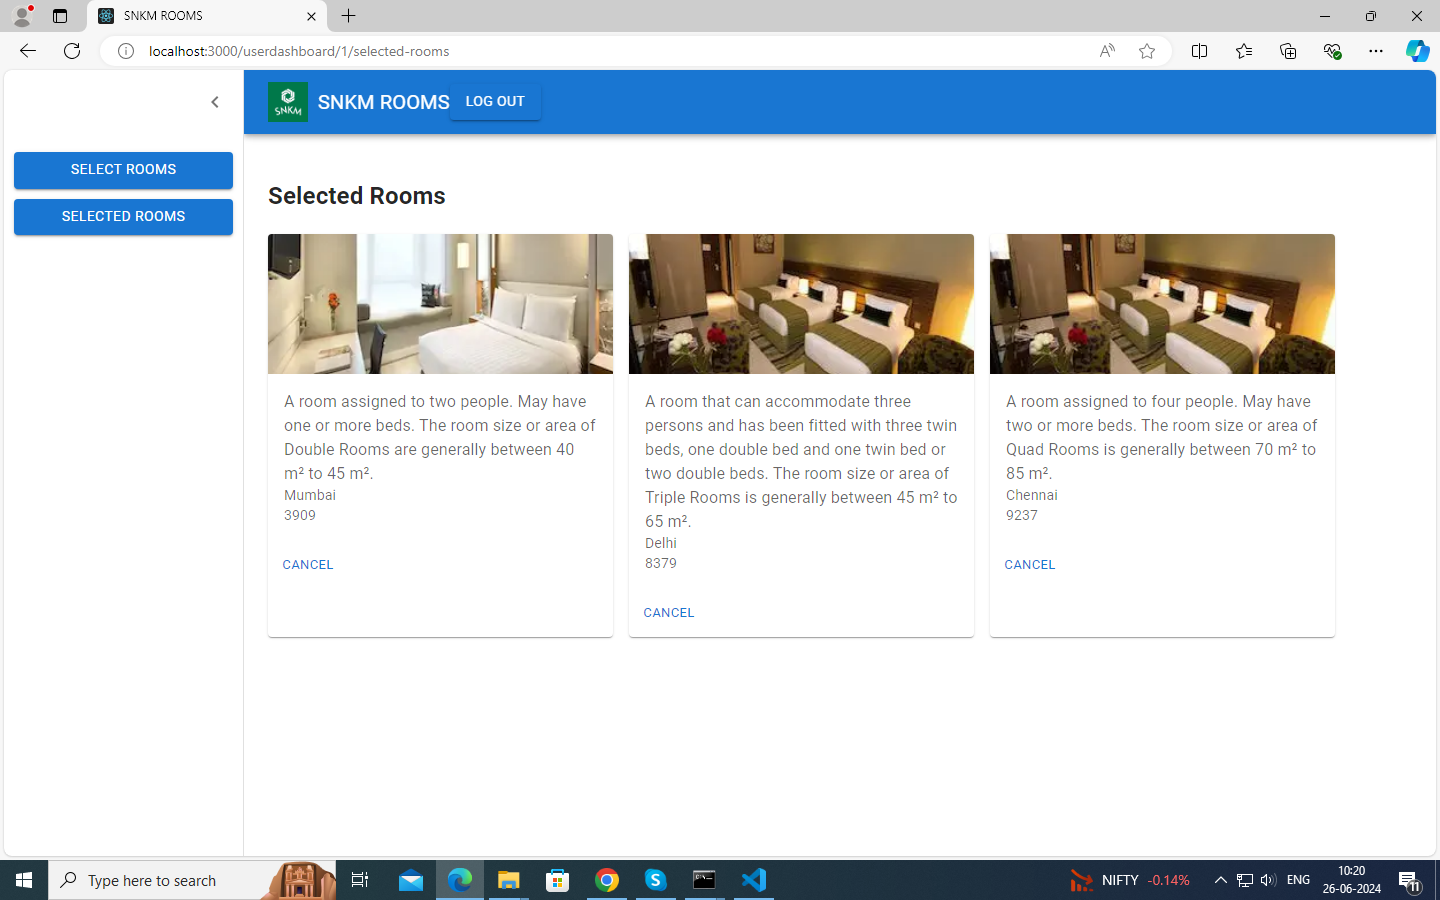 SNKM ROOMS
localhost:3000/userdashboard/1/selected-rooms
SNKM
SNKM ROOMS
LOG OUT
SELECT ROOMS
SELECTED ROOMS
Selected Rooms
A room assigned to two people. May have
one or more beds. The room size or area of
Double Rooms are generally between 40
m² to 45 m².
Mumbai
3909
CANCEL
A room that can accommodate three
persons and has been fitted with three twin
beds, one double bed and one twin bed or
two double beds. The room size or area of
Triple Rooms is generally between 45 m² to
65 m².
Delhi
8379
CANCEL
A room assigned to four people. May have
two or more beds. The room size or area of
Quad Rooms is generally between 70 m² to
85 m².
Chennai
9237
CANCEL
Type here to search
NIFTY -0.14%
ENG
10:20
26-06-2024
11